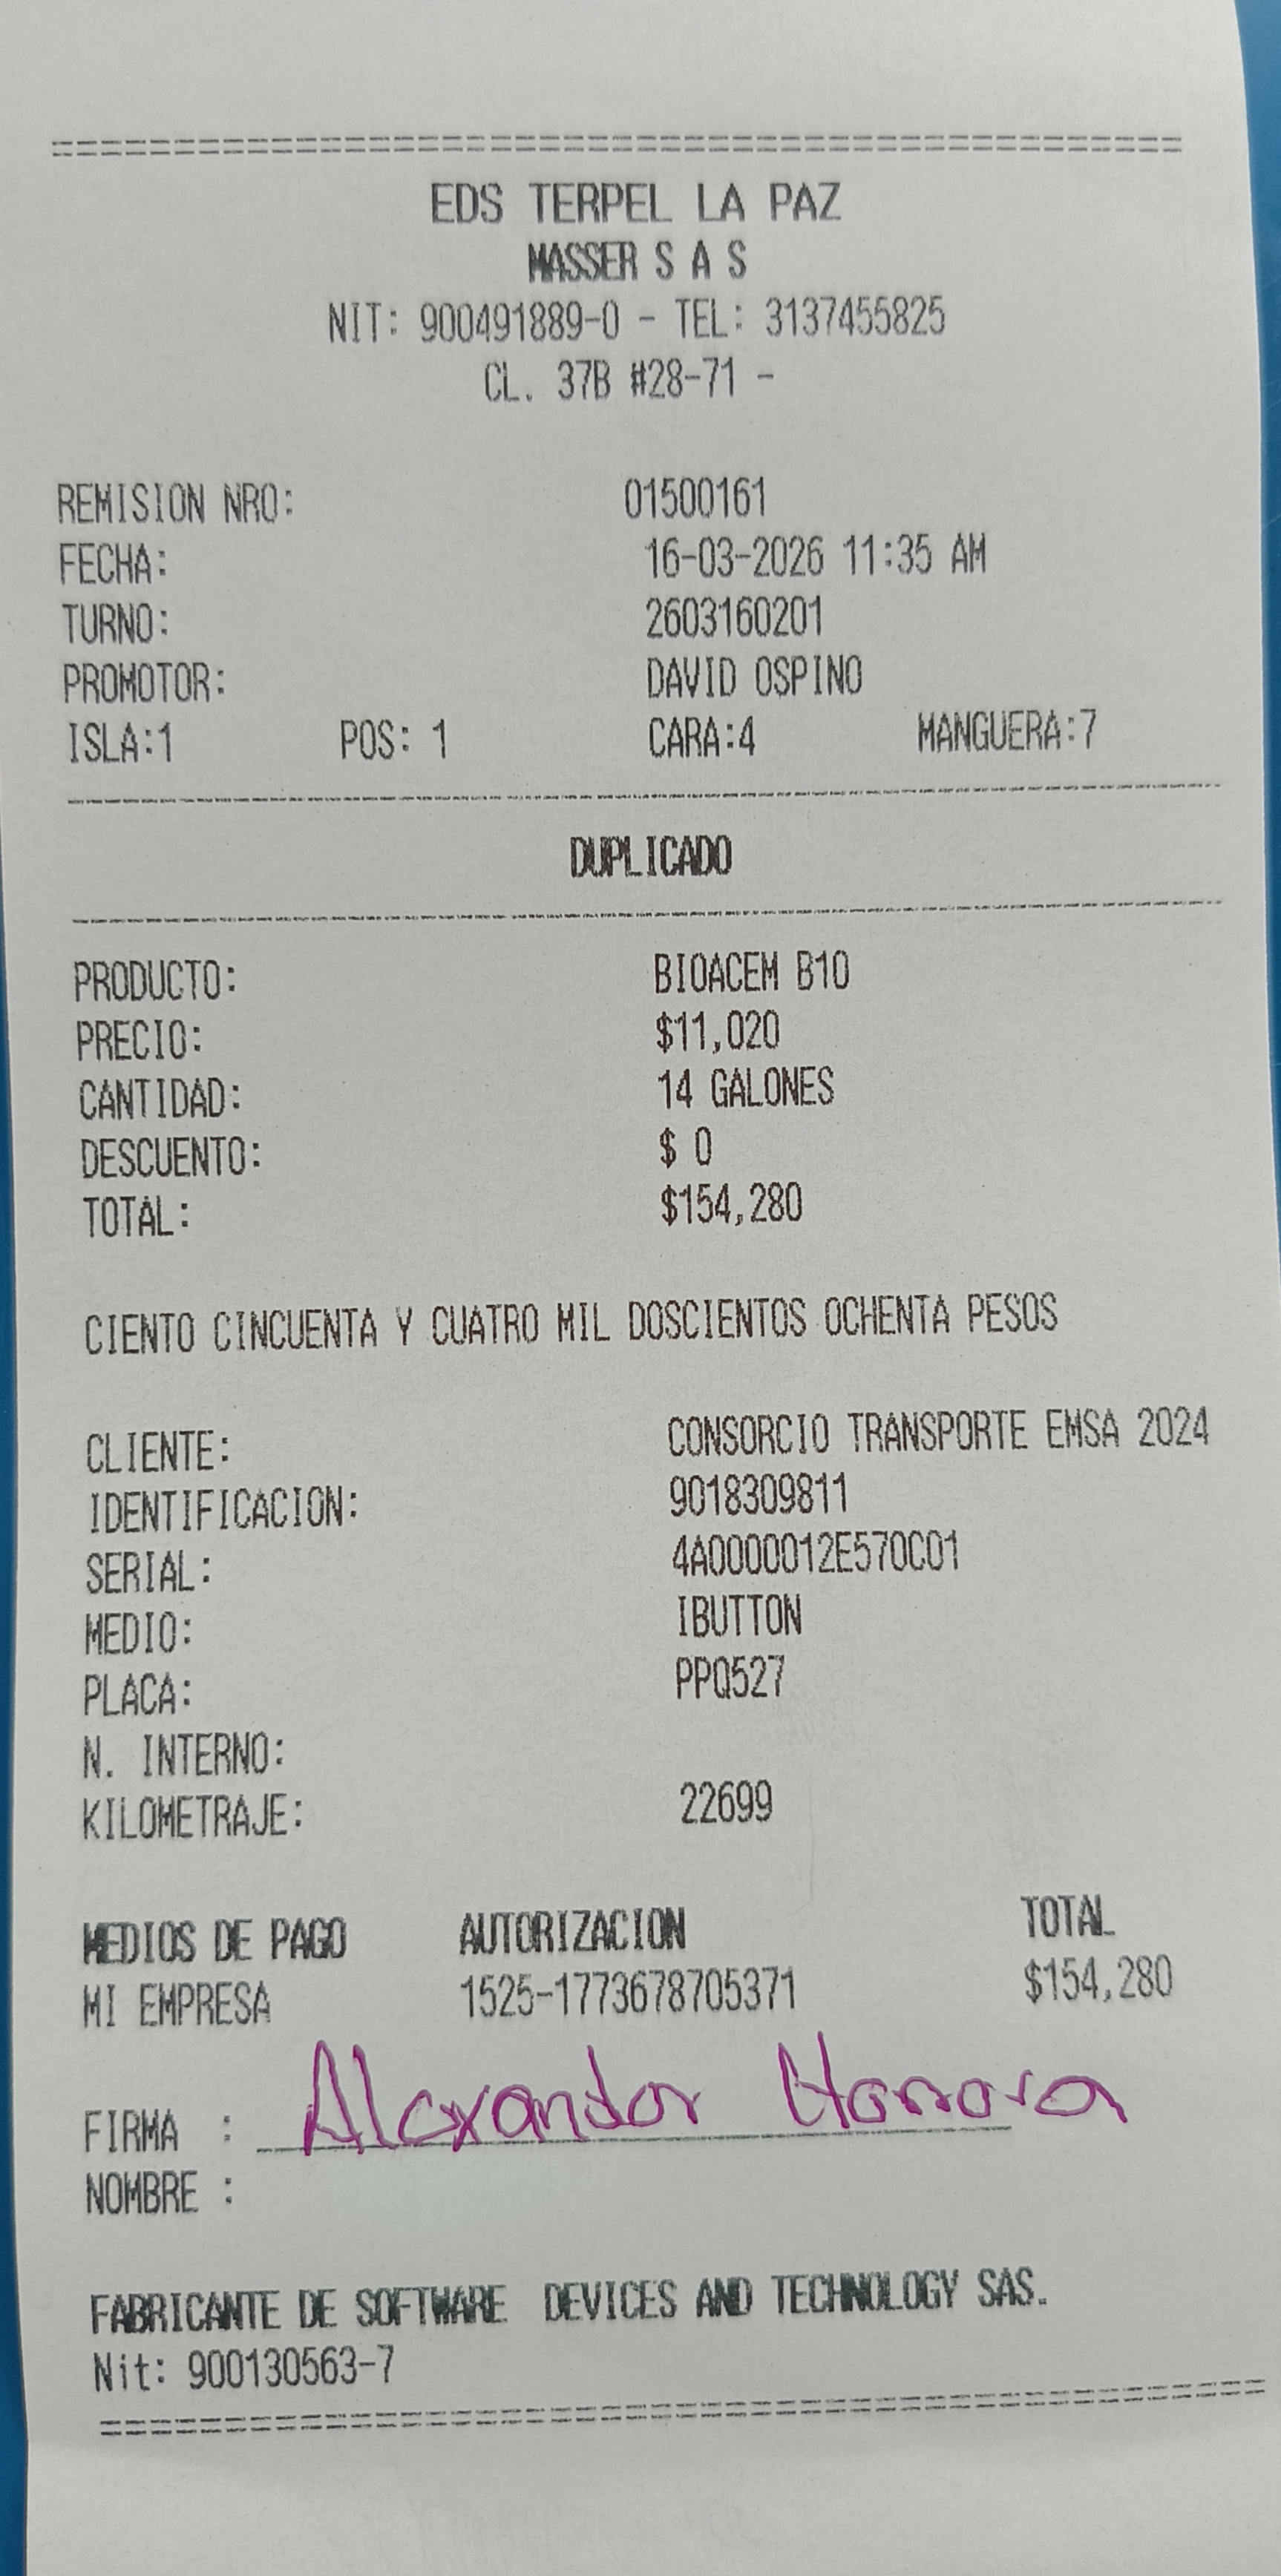 EDS TERPEL LA PAZ
MASSER S A S
NIT: 900491889-0 - TEL: 3137455825
CL. 37B #28-71 -
REMISION NRO: 01500161
FECHA: 16-03-2026 11:35 AM
TURNO: 2603160201
PROMOTOR: DAVID OSPINO
ISLA:1 POS: 1 CARA:4 MANGUERA:7
DUPLICADO
PRODUCTO: BIOACEM B10
PRECIO: $11,020
CANTIDAD: 14 GALONES
DESCUENTO: $ 0
TOTAL: $154,280
CIENTO CINCUENTA Y CUATRO MIL DOSCIENTOS OCHENTA PESOS
CLIENTE: CONSORCIO TRANSPORTE EMSA 2024
IDENTIFICACION: 9018309811
SERIAL: 4A0000012E570C01
MEDIO: IBUTTON
PLACA: PPQ527
N. INTERNO:
KILOMETRAJE: 22699
MEDIOS DE PAGO AUTORIZACION TOTAL
MI EMPRESA 1525-1773678705371 $154,280
FIRMA : Alexander Herrera
NOMBRE :
FABRICANTE DE SOFTWARE DEVICES AND TECHNOLOGY SAS.
Nit: 900130563-7